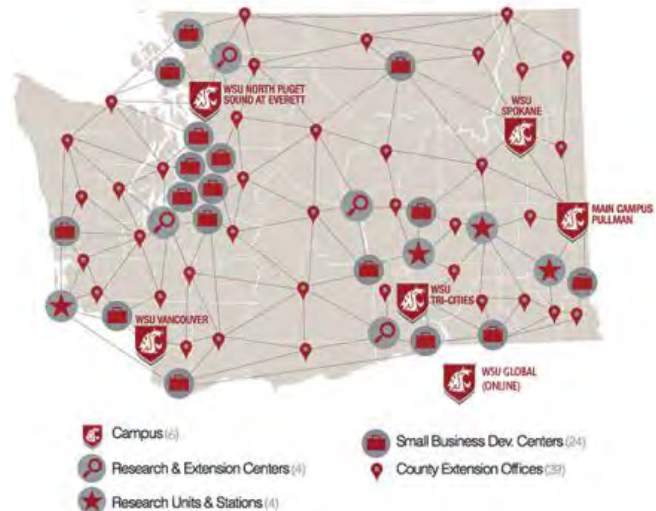 WSU NORTH PUGET
SOUND AT EVERETT
WSU
SPOKANE
MAIN CAMPUS
PULLMAN
WSU
TRI-CITIES
WSU VANCOUVER
WSU GLOBAL
(ONLINE)
Campus (6)
Research & Extension Centers (4)
Research Units & Stations (4)
Small Business Dev. Centers (24)
County Extension Offices (39)